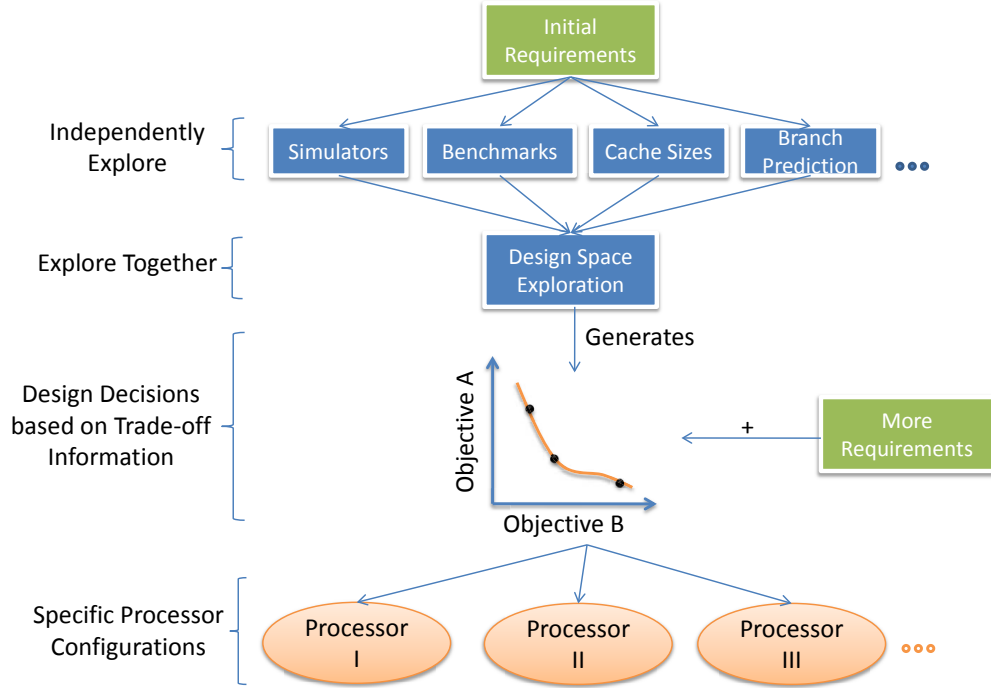 Initial
Requirements
Independently
Explore
Simulators
Benchmarks
Cache Sizes
Branch
Prediction
Explore Together
Design Space
Exploration
Generates
Design Decisions
based on Trade-off
Information
Objective A
Objective B
+
More
Requirements
Specific Processor
Configurations
Processor
I
Processor
II
Processor
III